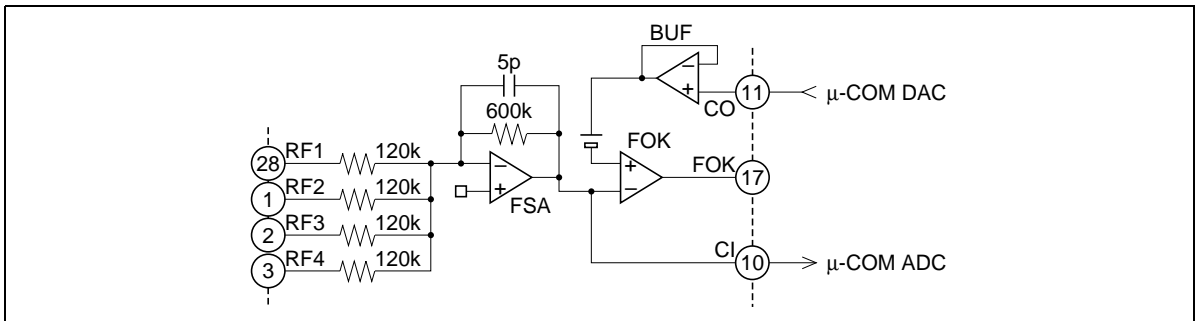 BUF
5p
−
+
11
μ-COM DAC
CO
600k
FOK
28
RF1
120k
−
+
FSA
+
−
FOK
17
1
RF2
120k
2
RF3
120k
3
RF4
120k
CI
10
μ-COM ADC